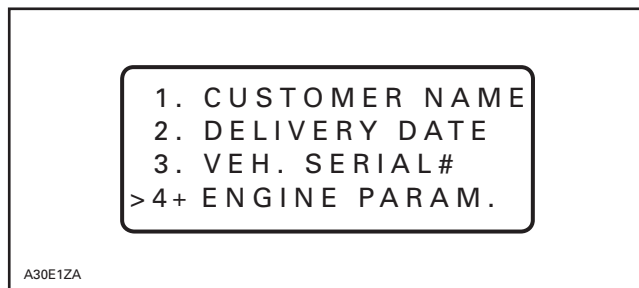 1. CUSTOMER NAME
2. DELIVERY DATE
3. VEH. SERIAL#
>4+ ENGINE PARAM.
A30E1ZA